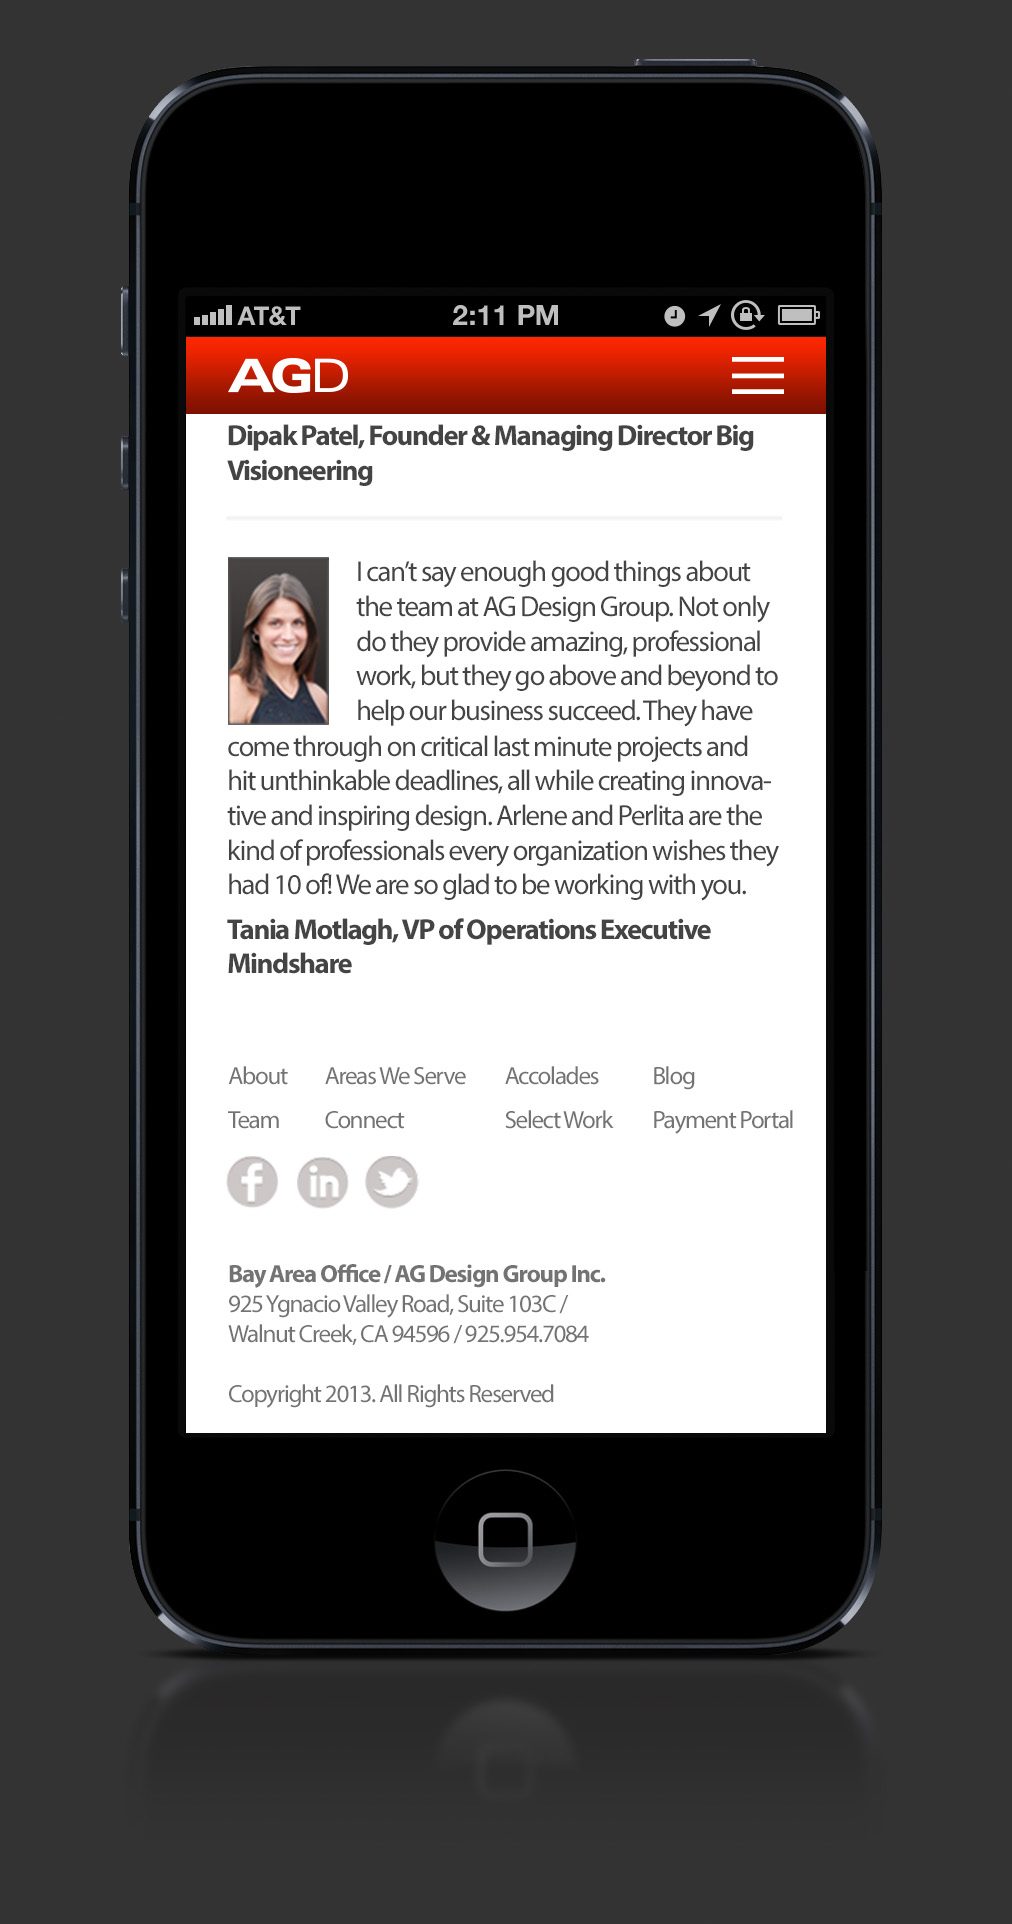 AT&T 2:11 PM
AGD
Dipak Patel, Founder & Managing Director Big
Visioneering
I can't say enough good things about
the team at AG Design Group. Not only
do they provide amazing, professional
work, but they go above and beyond to
help our business succeed. They have
come through on critical last minute projects and
hit unthinkable deadlines, all while creating innova-
tive and inspiring design. Arlene and Perlita are the
kind of professionals every organization wishes they
had 10 of! We are so glad to be working with you.
Tania Motlagh, VP of Operations Executive
Mindshare
About Areas We Serve Accolades Blog
Team Connect Select Work Payment Portal
f in
Bay Area Office / AG Design Group Inc.
925 Ygnacio Valley Road, Suite 103C /
Walnut Creek, CA 94596 / 925.954.7084
Copyright 2013. All Rights Reserved